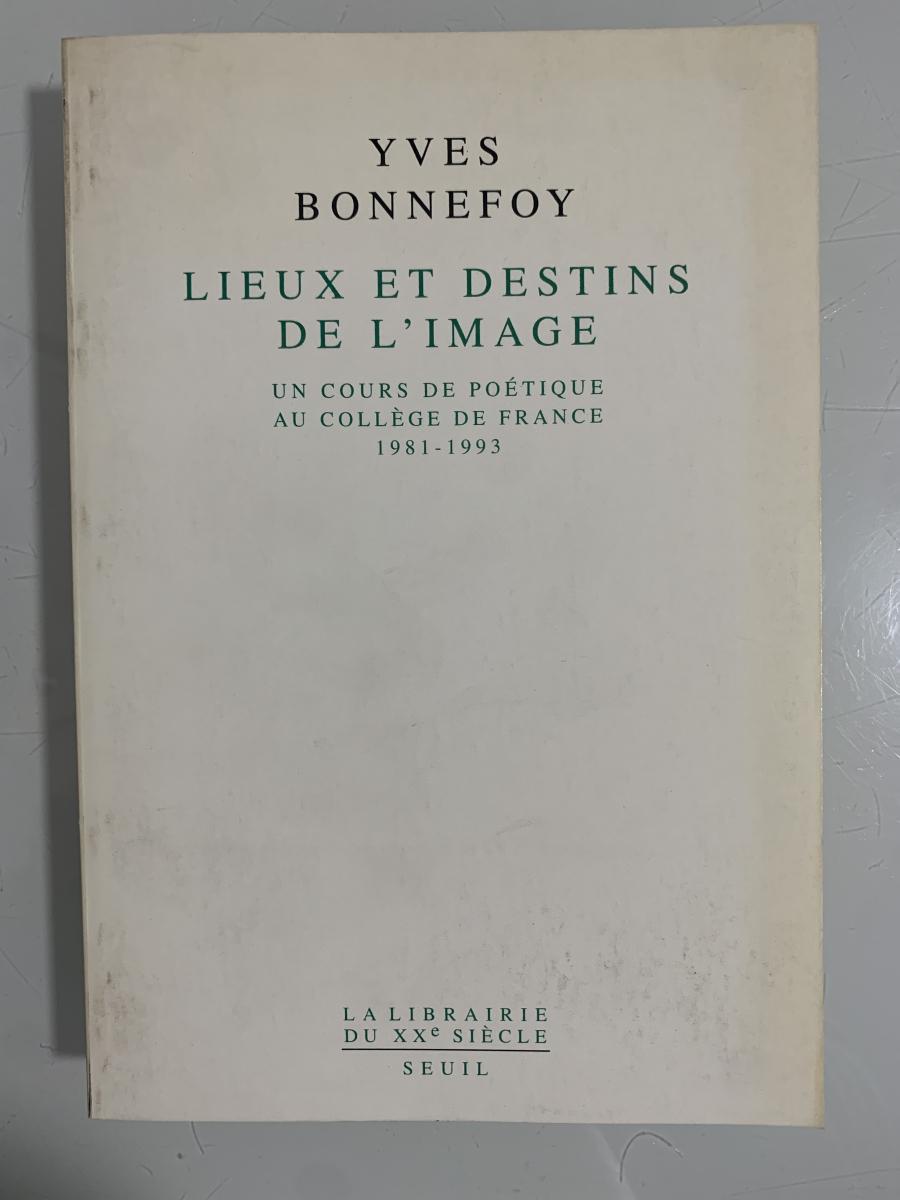 YVES
BONNEFOY
LIEUX ET DESTINS
DE L'IMAGE
UN COURS DE POÉTIQUE
AU COLLÈGE DE FRANCE
1981-1993
LA LIBRAIRIE
DU XXe SIÈCLE
SEUIL